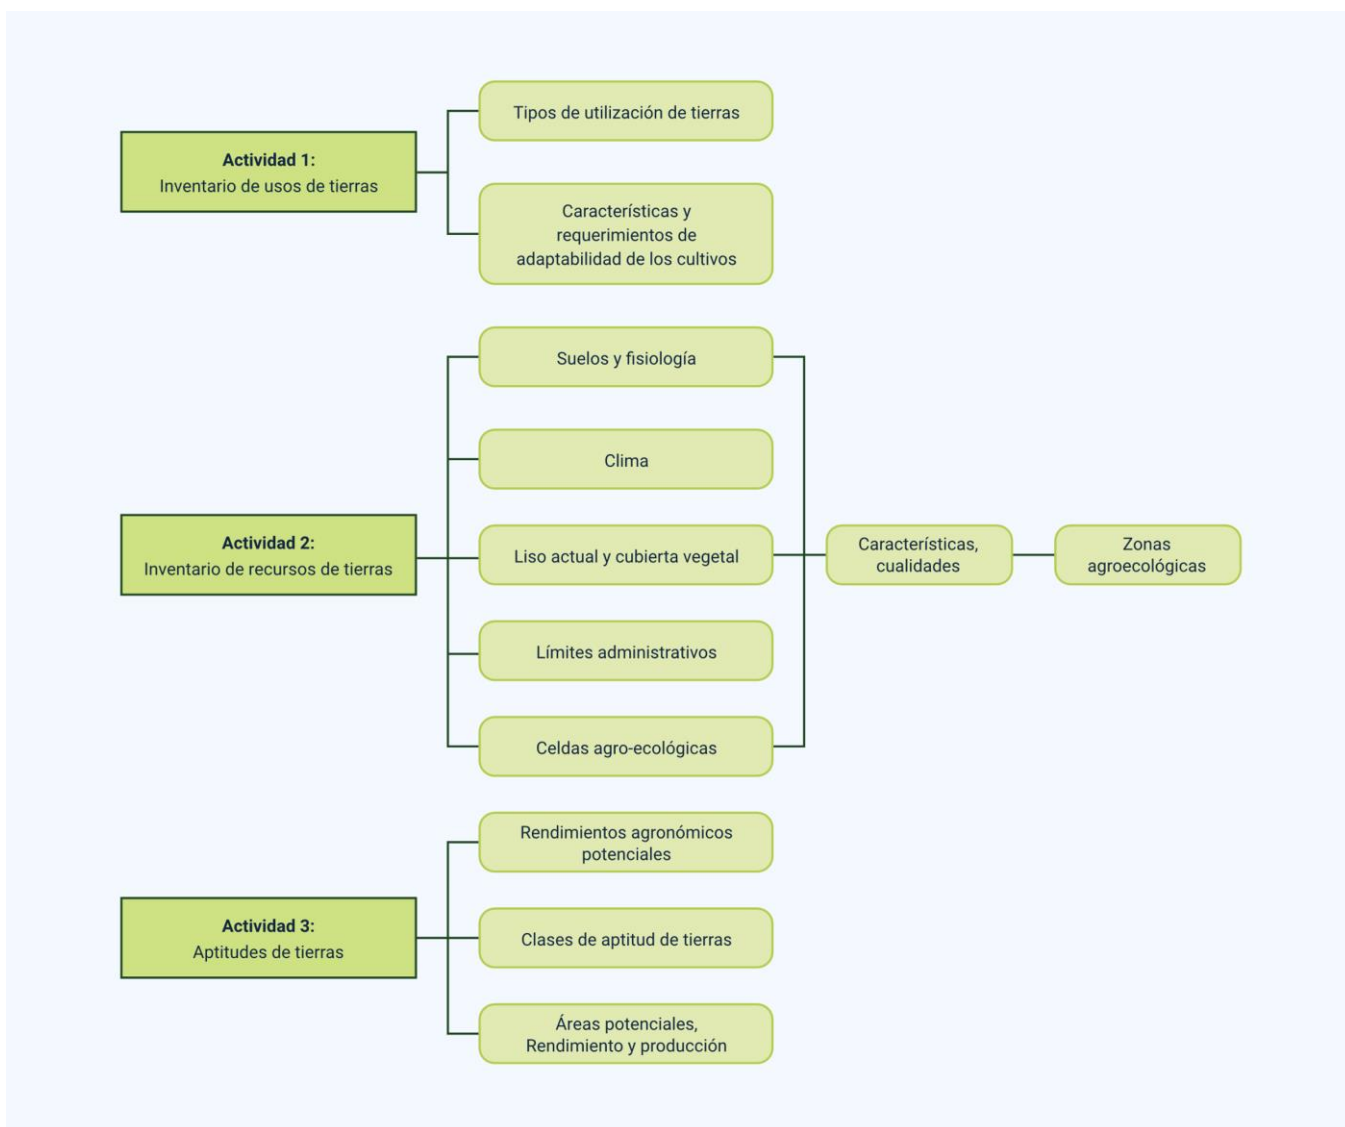 Tipos de utilización de tierras
Actividad 1:
Inventario de usos de tierras
Características y
requerimientos de
adaptabilidad de los cultivos
Suelos y fisiología
Clima
Actividad 2:
Inventario de recursos de tierras
Liso actual y cubierta vegetal
Características,
cualidades
Zonas
agroecológicas
Límites administrativos
Celdas agro-ecológicas
Rendimientos agronómicos
potenciales
Actividad 3:
Aptitudes de tierras
Clases de aptitud de tierras
Áreas potenciales,
Rendimiento y producción